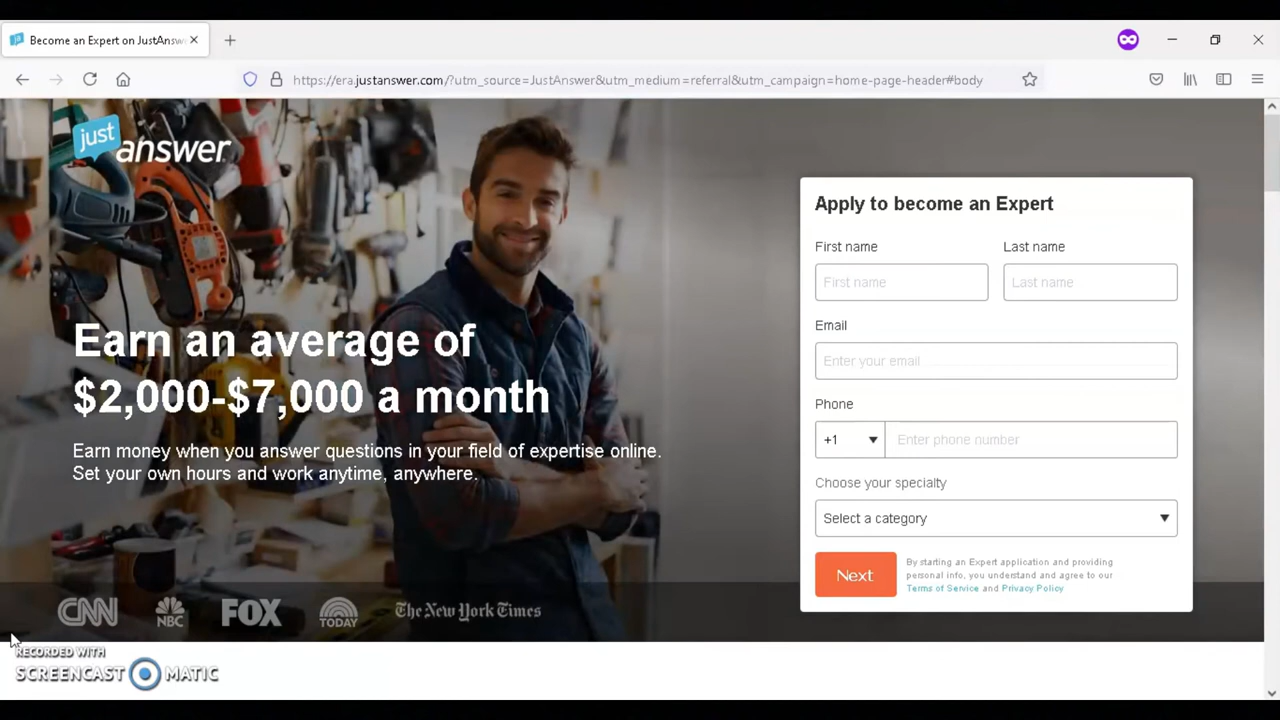 Become an Expert on JustAnsw
https://era.justanswer.com/?utm_source=JustAnswer&utm_medium=referral&utm_campaign=home-page-header#body
just
answer
Earn an average of
$2,000-$7,000 a month
Earn money when you answer questions in your field of expertise online.
Set your own hours and work anytime, anywhere.
CNN
NBC
FOX
TODAY
The New York Times
Apply to become an Expert
First name
Last name
First name
Last name
Email
Enter your email
Phone
+1
Enter phone number
Choose your specialty
Select a category
Next
By starting an Expert application and providing
personal info, you understand and agree to our
Terms of Service and Privacy Policy
RECORDED WITH
SCREENCAST MATIC